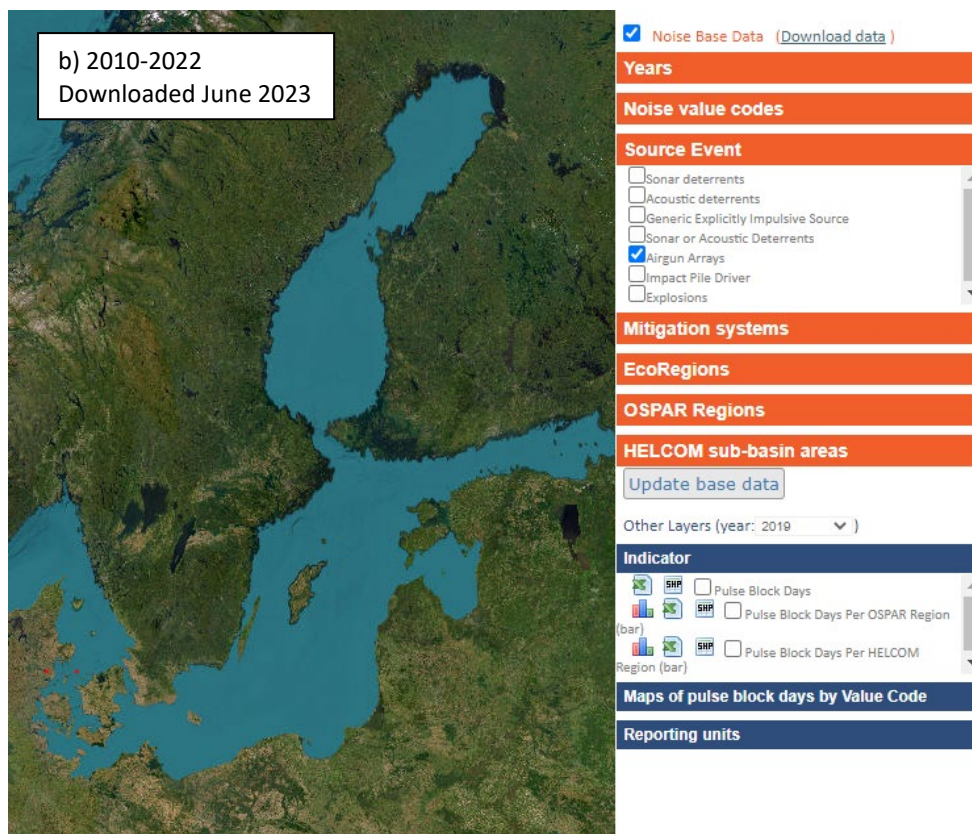 b) 2010-2022
Downloaded June 2023
Noise Base Data (Download data )
Years
Noise value codes
Source Event
Sonar deterrents
Acoustic deterrents
Generic Explicitly Impulsive Source
Sonar or Acoustic Deterrents
Airgun Arrays
Impact Pile Driver
Explosions
Mitigation systems
EcoRegions
OSPAR Regions
HELCOM sub-basin areas
Update base data
Other Layers (year: 2019 )
Indicator
SHP Pulse Block Days
SHP Pulse Block Days Per OSPAR Region
(bar)
SHP Pulse Block Days Per HELCOM
Region (bar)
Maps of pulse block days by Value Code
Reporting units